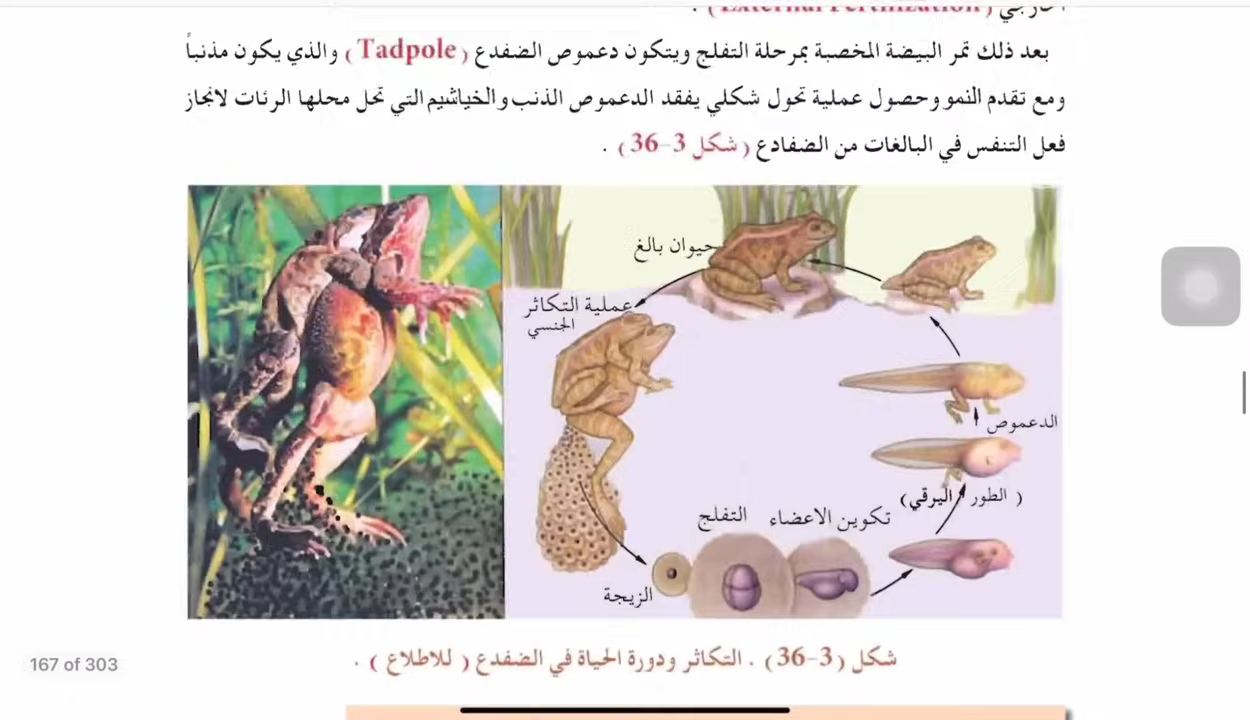 الخارجي ( External Fertilization ) .
بعد ذلك تمر البيضة المخصبة بمرحلة التفلج ويتكون دعموص الضفدع ( Tadpole ) والذي يكون مذنباً
ومع تقدم النمو وحصول عملية تحول شكلي يفقد الدعموص الذنب والخياشيم التي تحل محلها الرئات لانجاز
فعل التنفس في البالغات من الضفادع ( شكل 3-36 ) .
حيوان بالغ
عملية التكاثر
الجنسي
الدعموص
( الطور اليرقي )
تكوين الاعضاء
التفلج
الزيجة
شكل ( 3-36 ) . التكاثر ودورة الحياة في الضفدع ( للاطلاع ) .
167 of 303